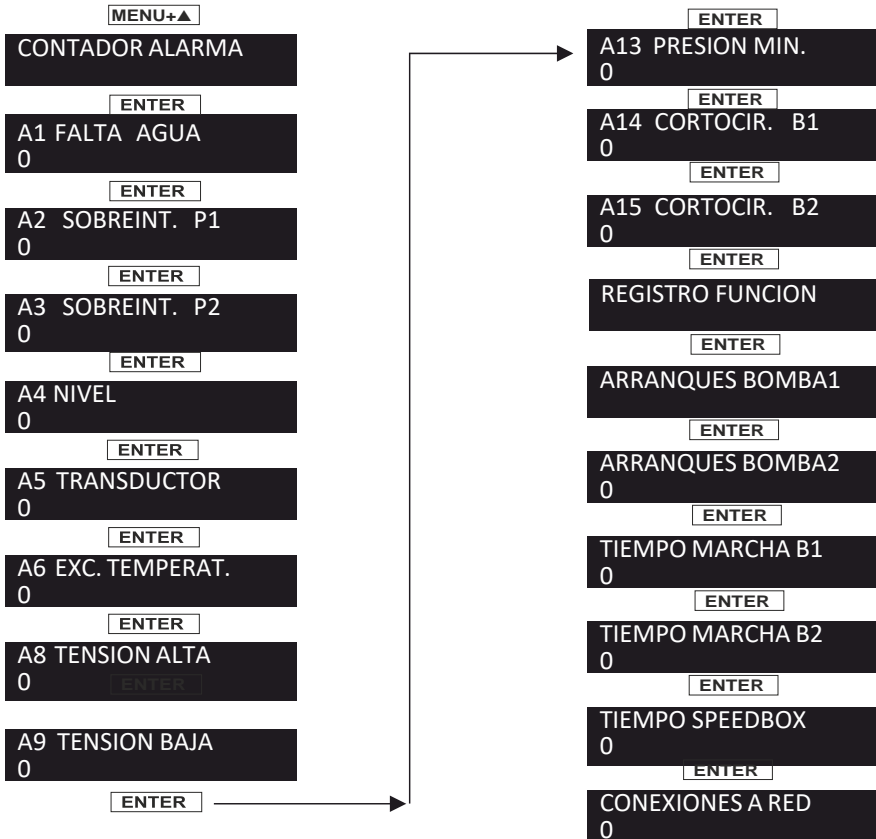 MENU+▲
CONTADOR ALARMA
ENTER
A1 FALTA AGUA
0
ENTER
A2 SOBREINT. P1
0
ENTER
A3 SOBREINT. P2
0
ENTER
A4 NIVEL
0
ENTER
A5 TRANSDUCTOR
0
ENTER
A6 EXC. TEMPERAT.
0
ENTER
A8 TENSION ALTA
0
ENTER
A9 TENSION BAJA
0
ENTER
ENTER
A13 PRESION MIN.
0
ENTER
A14 CORTOCIR. B1
0
ENTER
A15 CORTOCIR. B2
0
ENTER
REGISTRO FUNCION
ENTER
ARRANQUES BOMBA1
ENTER
ARRANQUES BOMBA2
0
ENTER
TIEMPO MARCHA B1
0
ENTER
TIEMPO MARCHA B2
0
ENTER
TIEMPO SPEEDBOX
0
ENTER
CONEXIONES A RED
0